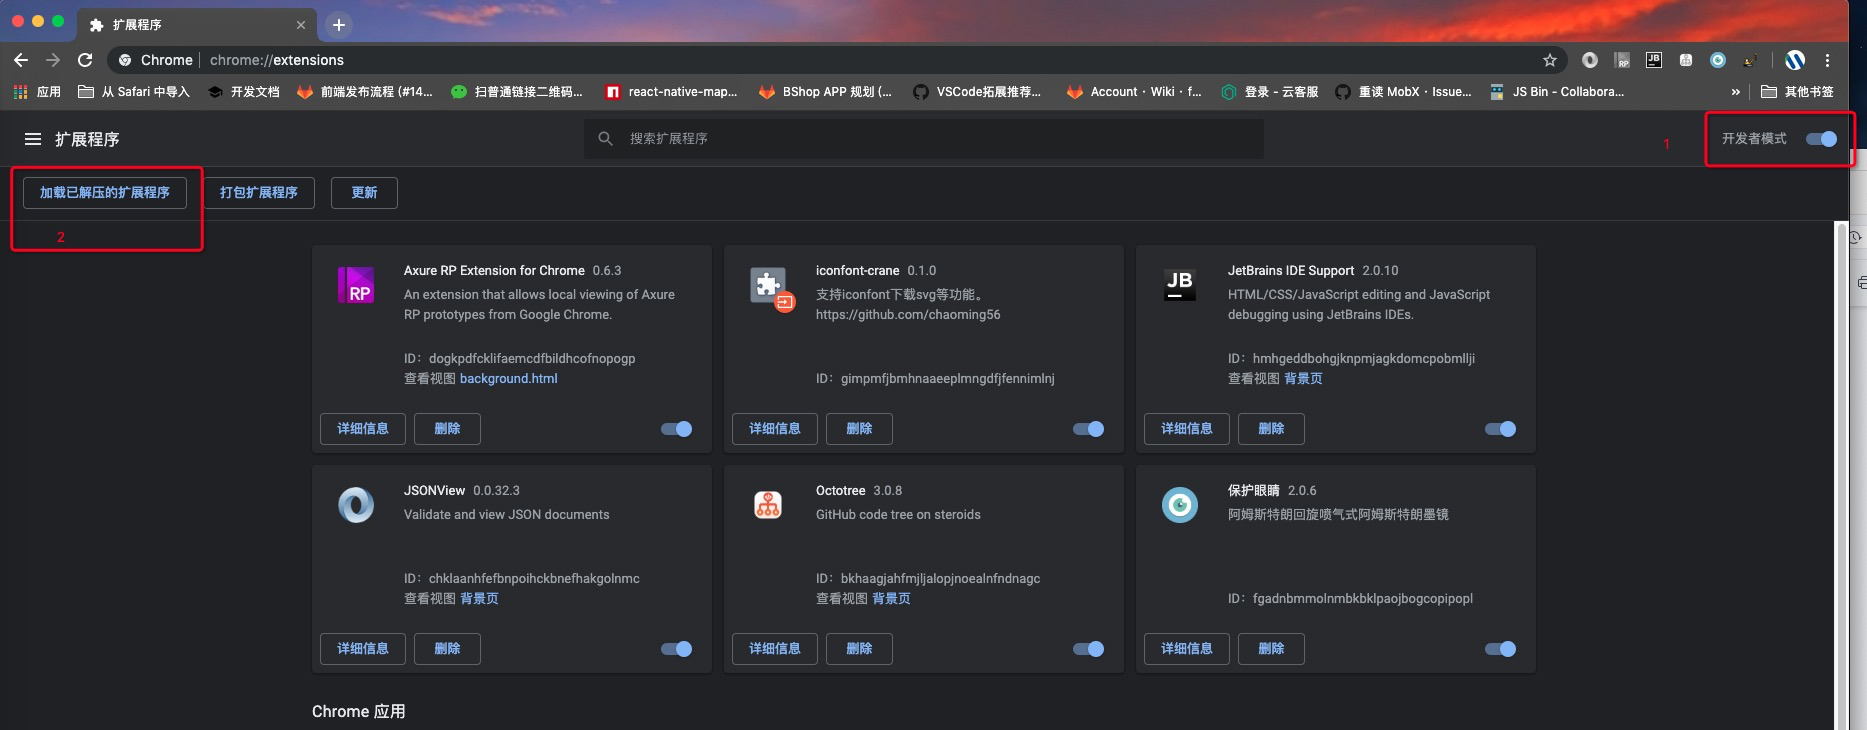 扩展程序
Chrome chrome://extensions
应用 从 Safari 中导入 开发文档 前端发布流程 (#14... 扫普通链接二维码... react-native-map... BShop APP 规划 (... VSCode拓展推荐... Account · Wiki · f... 登录 - 云客服 重读 MobX · Issue... JS Bin - Collabora... » 其他书签
扩展程序 搜索扩展程序 1 开发者模式
加载已解压的扩展程序 打包扩展程序 更新
2
Axure RP Extension for Chrome 0.6.3
An extension that allows local viewing of Axure
RP prototypes from Google Chrome.
ID: dogkpdfcklifaemcdfbildhcofnopogp
查看视图 background.html
详细信息 删除
iconfont-crane 0.1.0
支持iconfont下载svg等功能。
https://github.com/chaoming56
ID: gimpmfjbmhnaaeeplmngdfjfennimlnj
详细信息 删除
JB
JetBrains IDE Support 2.0.10
HTML/CSS/JavaScript editing and JavaScript
debugging using JetBrains IDEs.
ID: hmhgeddbohgjknpmjagkdomcpobmllji
查看视图 背景页
详细信息 删除
RP
JSONView 0.0.32.3
Validate and view JSON documents
ID: chklaanhfefbnpoihckbnefhakgolnmc
查看视图 背景页
详细信息 删除
Octotree 3.0.8
GitHub code tree on steroids
ID: bkhaagjahfmjljalopjnoealnfndnagc
查看视图 背景页
详细信息 删除
保护眼睛 2.0.6
阿姆斯特朗回旋喷气式阿姆斯特朗墨镜
ID: fgadnbmmolnmbkbklpaojbogcopipopl
详细信息 删除
Chrome 应用